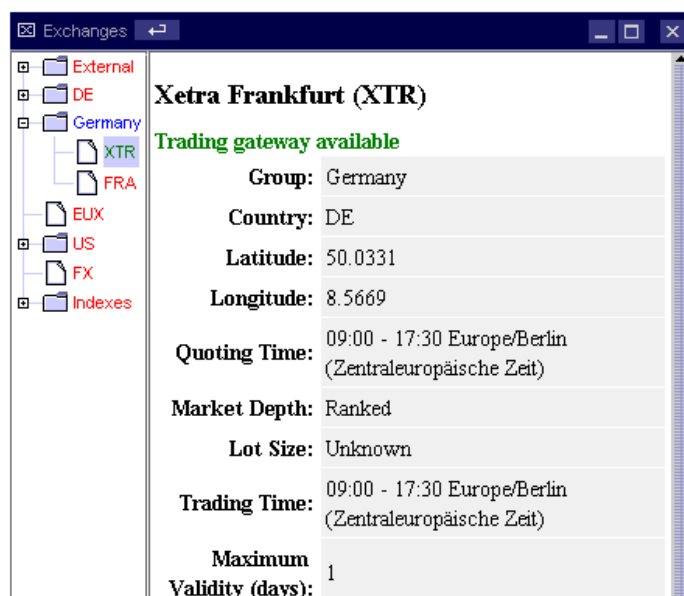 Exchanges
External
DE
Germany
XTR
FRA
EUX
US
FX
Indexes
Xetra Frankfurt (XTR)
Trading gateway available
Group: Germany
Country: DE
Latitude: 50.0331
Longitude: 8.5669
Quoting Time: 09:00 - 17:30 Europe/Berlin
(Zentraleuropäische Zeit)
Market Depth: Ranked
Lot Size: Unknown
Trading Time: 09:00 - 17:30 Europe/Berlin
(Zentraleuropäische Zeit)
Maximum
Validity (days): 1